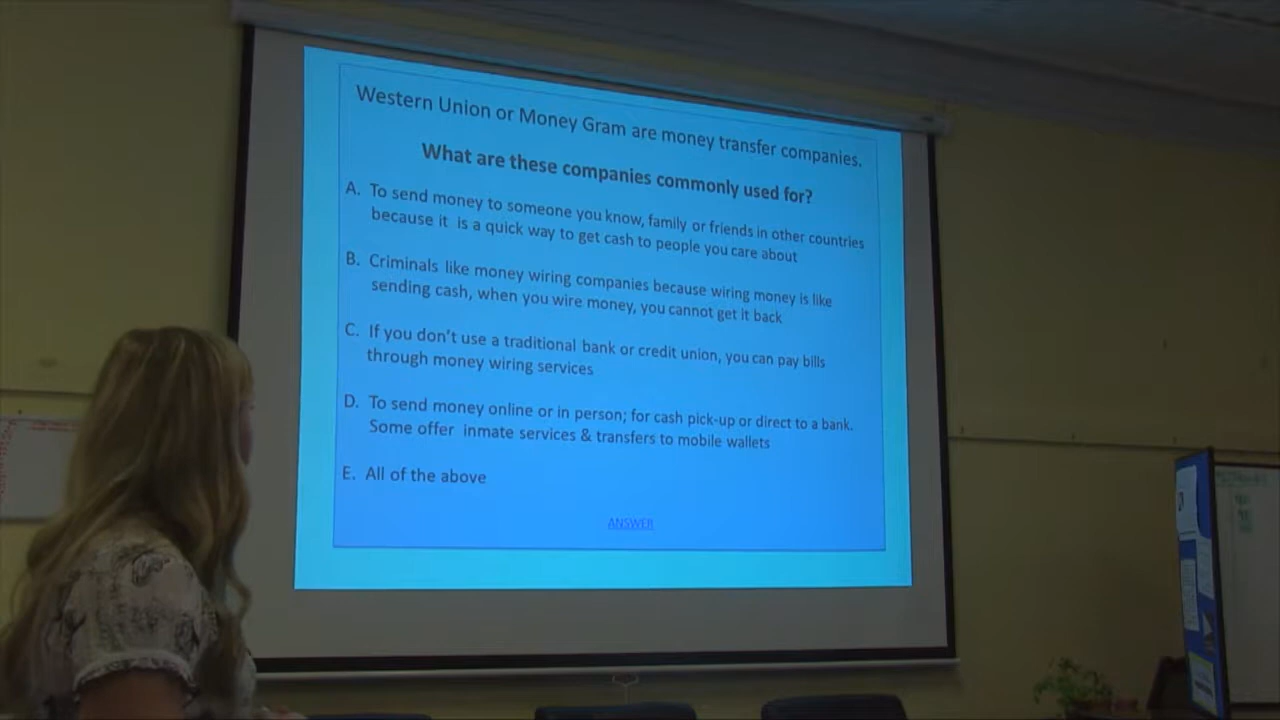 Western Union or Money Gram are money transfer companies.
What are these companies commonly used for?
A. To send money to someone you know, family or friends in other countries
because it is a quick way to get cash to people you care about
B. Criminals like money wiring companies because wiring money is like
sending cash, when you wire money, you cannot get it back
C. If you don't use a traditional bank or credit union, you can pay bills
through money wiring services
D. To send money online or in person; for cash pick-up or direct to a bank.
Some offer inmate services & transfers to mobile wallets
E. All of the above
ANSWER